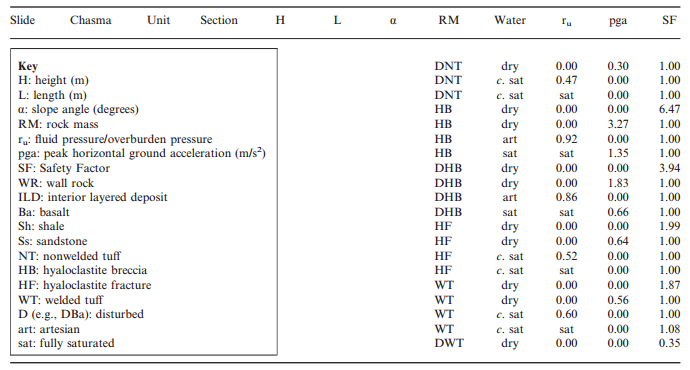 Slide Chasma Unit Section H L α RM Water r_u pga SF
Key DNT dry 0.00 0.30 1.00
H: height (m) DNT c. sat 0.47 0.00 1.00
L: length (m) DNT c. sat sat 0.00 1.00
α: slope angle (degrees) HB dry 0.00 0.00 6.47
RM: rock mass HB dry 0.00 3.27 1.00
r_u: fluid pressure/overburden pressure HB art 0.92 0.00 1.00
pga: peak horizontal ground acceleration (m/s²) HB sat sat 1.35 1.00
SF: Safety Factor DHB dry 0.00 0.00 3.94
WR: wall rock DHB dry 0.00 1.83 1.00
ILD: interior layered deposit DHB art 0.86 0.00 1.00
Ba: basalt DHB sat sat 0.66 1.00
Sh: shale HF dry 0.00 0.00 1.99
Ss: sandstone HF dry 0.00 0.64 1.00
NT: nonwelded tuff HF c. sat 0.52 0.00 1.00
HB: hyaloclastite breccia HF c. sat sat 0.00 1.00
HF: hyaloclastite fracture WT dry 0.00 0.00 1.87
WT: welded tuff WT dry 0.00 0.56 1.00
D (e.g., DBa): disturbed WT c. sat 0.60 0.00 1.00
art: artesian WT c. sat sat 0.00 1.08
sat: fully saturated DWT dry 0.00 0.00 0.35